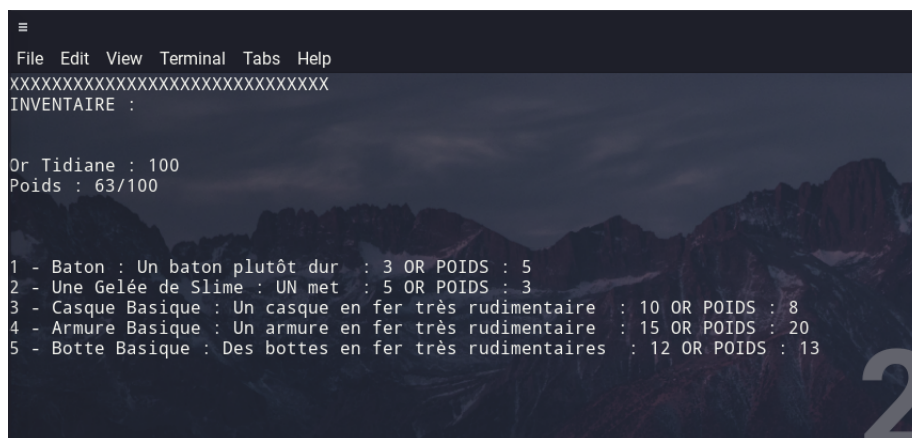 ≡
File Edit View Terminal Tabs Help
XXXXXXXXXXXXXXXXXXXXXXXXXXXXXX
INVENTAIRE :
Or Tidiane : 100
Poids : 63/100
1 - Baton : Un baton plutôt dur : 3 OR POIDS : 5
2 - Une Gelée de Slime : UN met : 5 OR POIDS : 3
3 - Casque Basique : Un casque en fer très rudimentaire : 10 OR POIDS : 8
4 - Armure Basique : Un armure en fer très rudimentaire : 15 OR POIDS : 20
5 - Botte Basique : Des bottes en fer très rudimentaires : 12 OR POIDS : 13
2